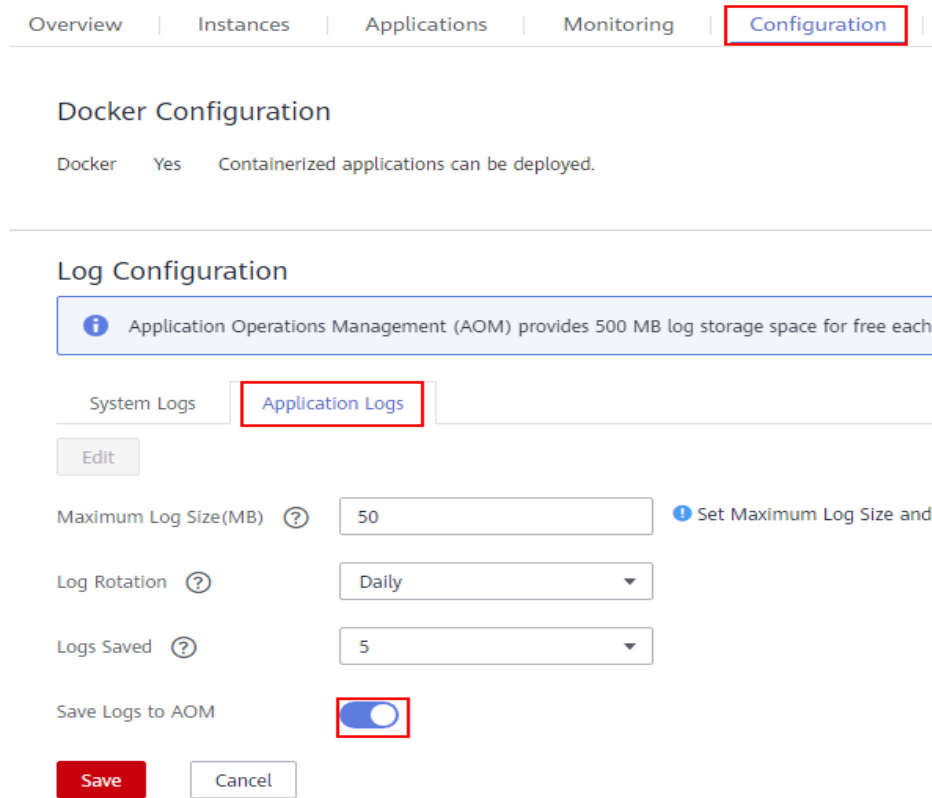 Overview Instances Applications Monitoring Configuration
Docker Configuration
Docker Yes Containerized applications can be deployed.
Log Configuration
Application Operations Management (AOM) provides 500 MB log storage space for free each
System Logs Application Logs
Edit
Maximum Log Size(MB) 50 Set Maximum Log Size and
Log Rotation Daily
Logs Saved 5
Save Logs to AOM
Save Cancel